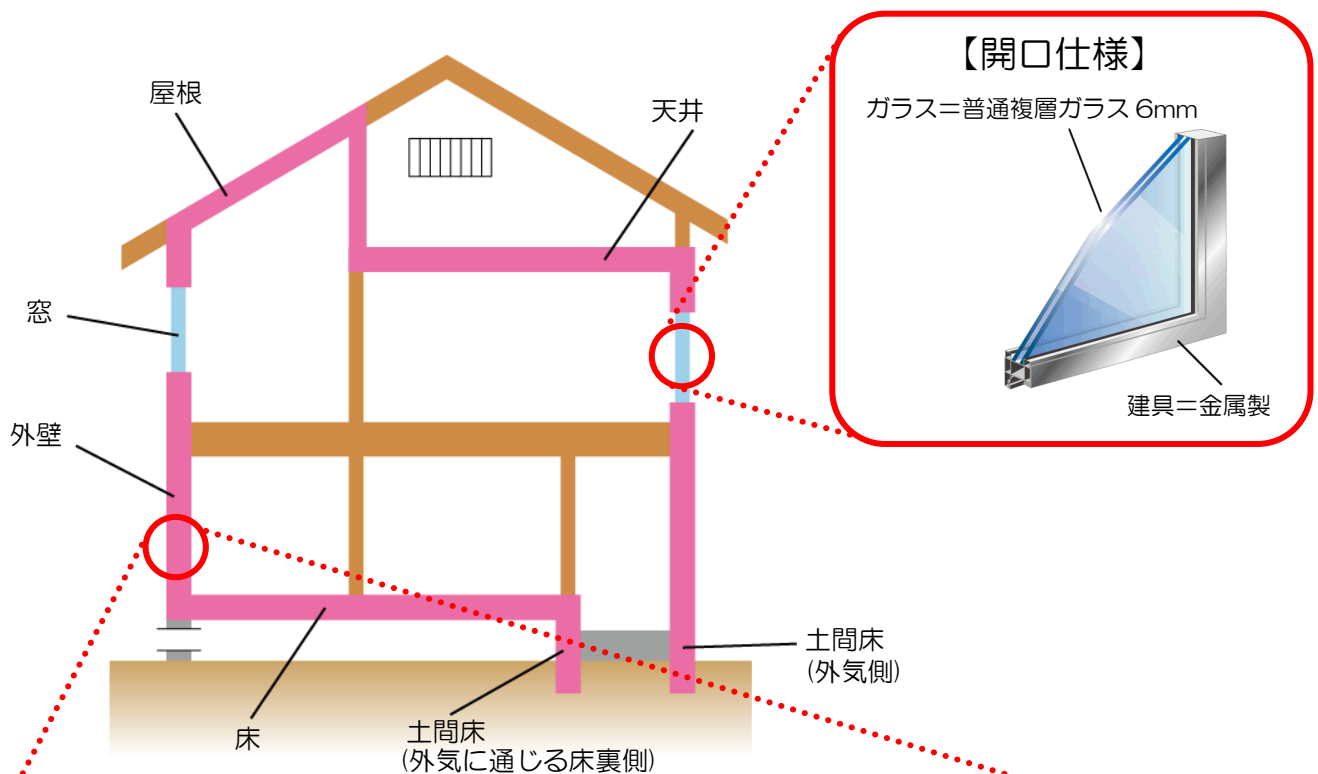 【開口仕様】
ガラス=普通複層ガラス 6mm
建具=金属製
屋根
天井
窓
外壁
土間床
(外気側)
床
土間床
(外気に通じる床裏側)